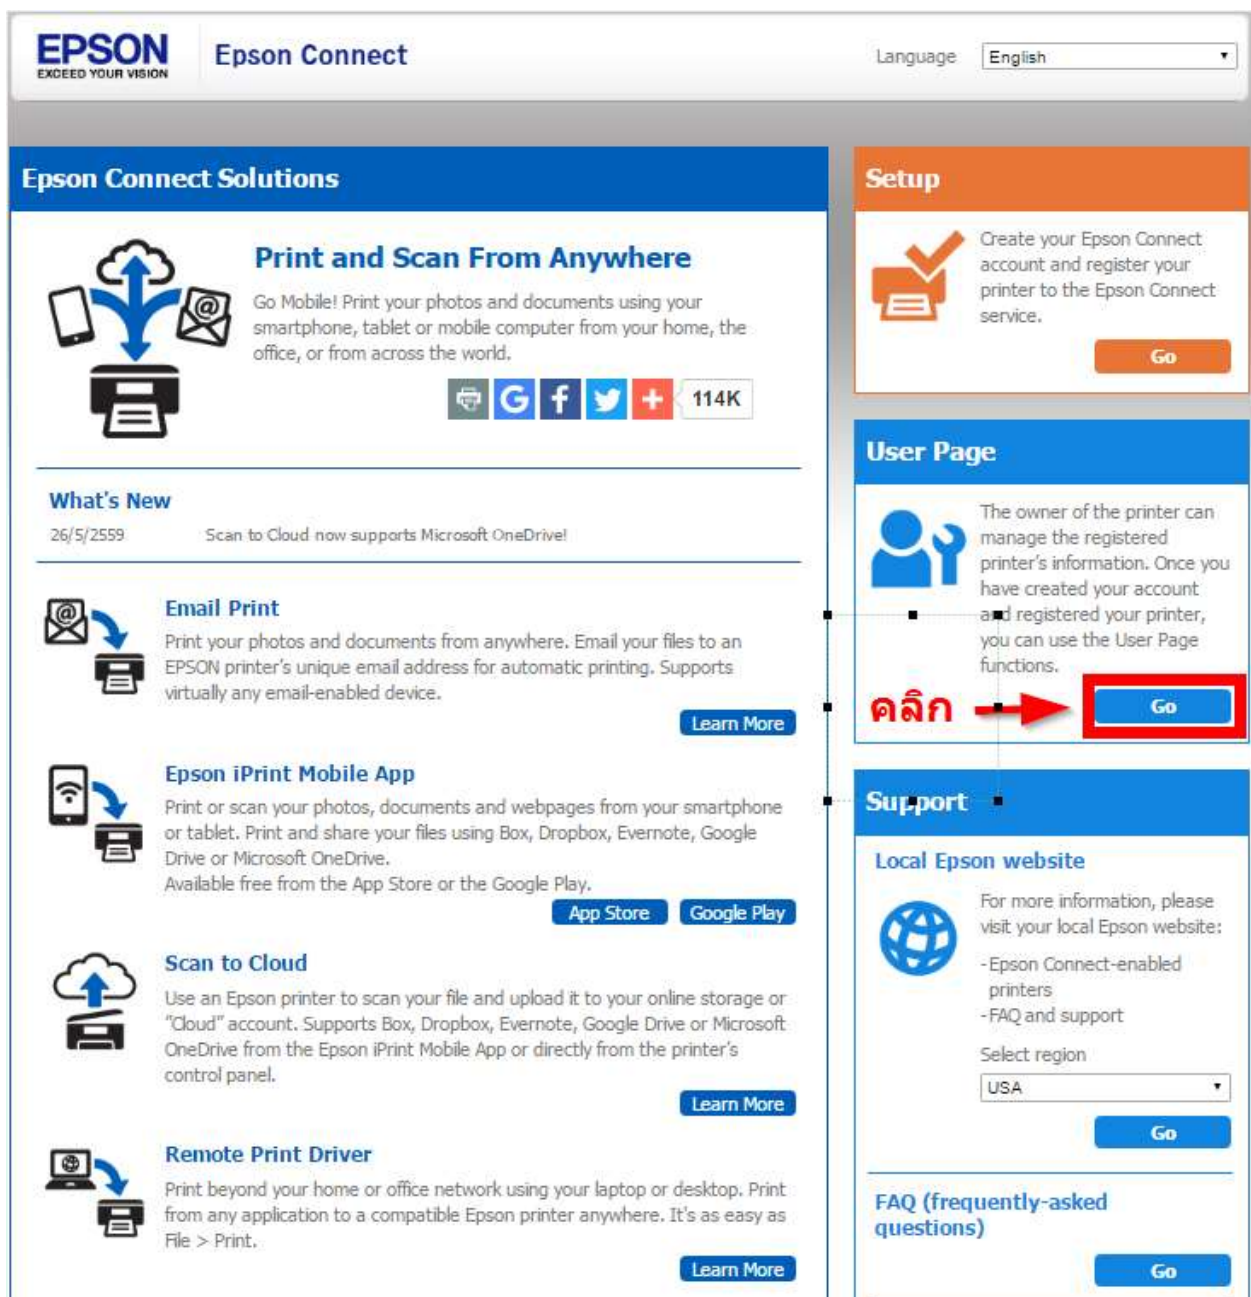 EPSON
EXCEED YOUR VISION
Epson Connect
Language
English
Epson Connect Solutions
Print and Scan From Anywhere
Go Mobile! Print your photos and documents using your
smartphone, tablet or mobile computer from your home, the
office, or from across the world.
114K
What's New
26/5/2559
Scan to Cloud now supports Microsoft OneDrive!
Email Print
Print your photos and documents from anywhere. Email your files to an
EPSON printer's unique email address for automatic printing. Supports
virtually any email-enabled device.
Learn More
Epson iPrint Mobile App
Print or scan your photos, documents and webpages from your smartphone
or tablet. Print and share your files using Box, Dropbox, Evernote, Google
Drive or Microsoft OneDrive.
Available free from the App Store or the Google Play.
App Store
Google Play
Scan to Cloud
Use an Epson printer to scan your file and upload it to your online storage or
"Cloud" account. Supports Box, Dropbox, Evernote, Google Drive or Microsoft
OneDrive from the Epson iPrint Mobile App or directly from the printer's
control panel.
Learn More
Remote Print Driver
Print beyond your home or office network using your laptop or desktop. Print
from any application to a compatible Epson printer anywhere. It's as easy as
File > Print.
Learn More
Setup
Create your Epson Connect
account and register your
printer to the Epson Connect
service.
Go
User Page
The owner of the printer can
manage the registered
printer's information. Once you
have created your account
and registered your printer,
you can use the User Page
functions.
คลิก
Go
Support
Local Epson website
For more information, please
visit your local Epson website:
-Epson Connect-enabled
printers
-FAQ and support
Select region
USA
Go
FAQ (frequently-asked
questions)
Go